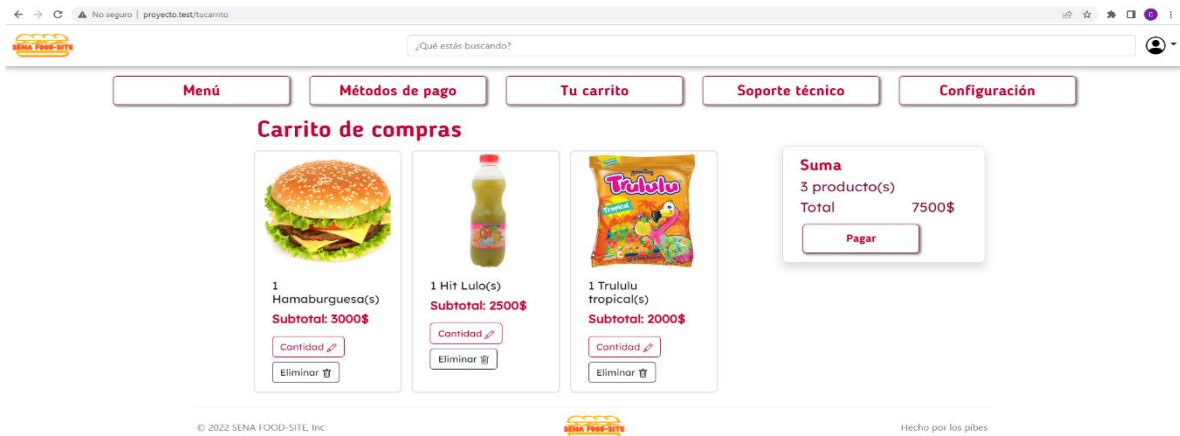 No seguro | proyecto.test/tucarrito
SENA FOOD-SITE
¿Qué estás buscando?
Menú
Métodos de pago
Tu carrito
Soporte técnico
Configuración
Carrito de compras
Trululu
Tropical
1
Hamaburguesa(s)
Subtotal: 3000$
Cantidad
Eliminar
1 Hit Lulo(s)
Subtotal: 2500$
Cantidad
Eliminar
1 Trululu
tropical(s)
Subtotal: 2000$
Cantidad
Eliminar
Suma
3 producto(s)
Total 7500$
Pagar
© 2022 SENA FOOD-SITE, Inc
SENA FOOD-SITE
Hecho por los pibes